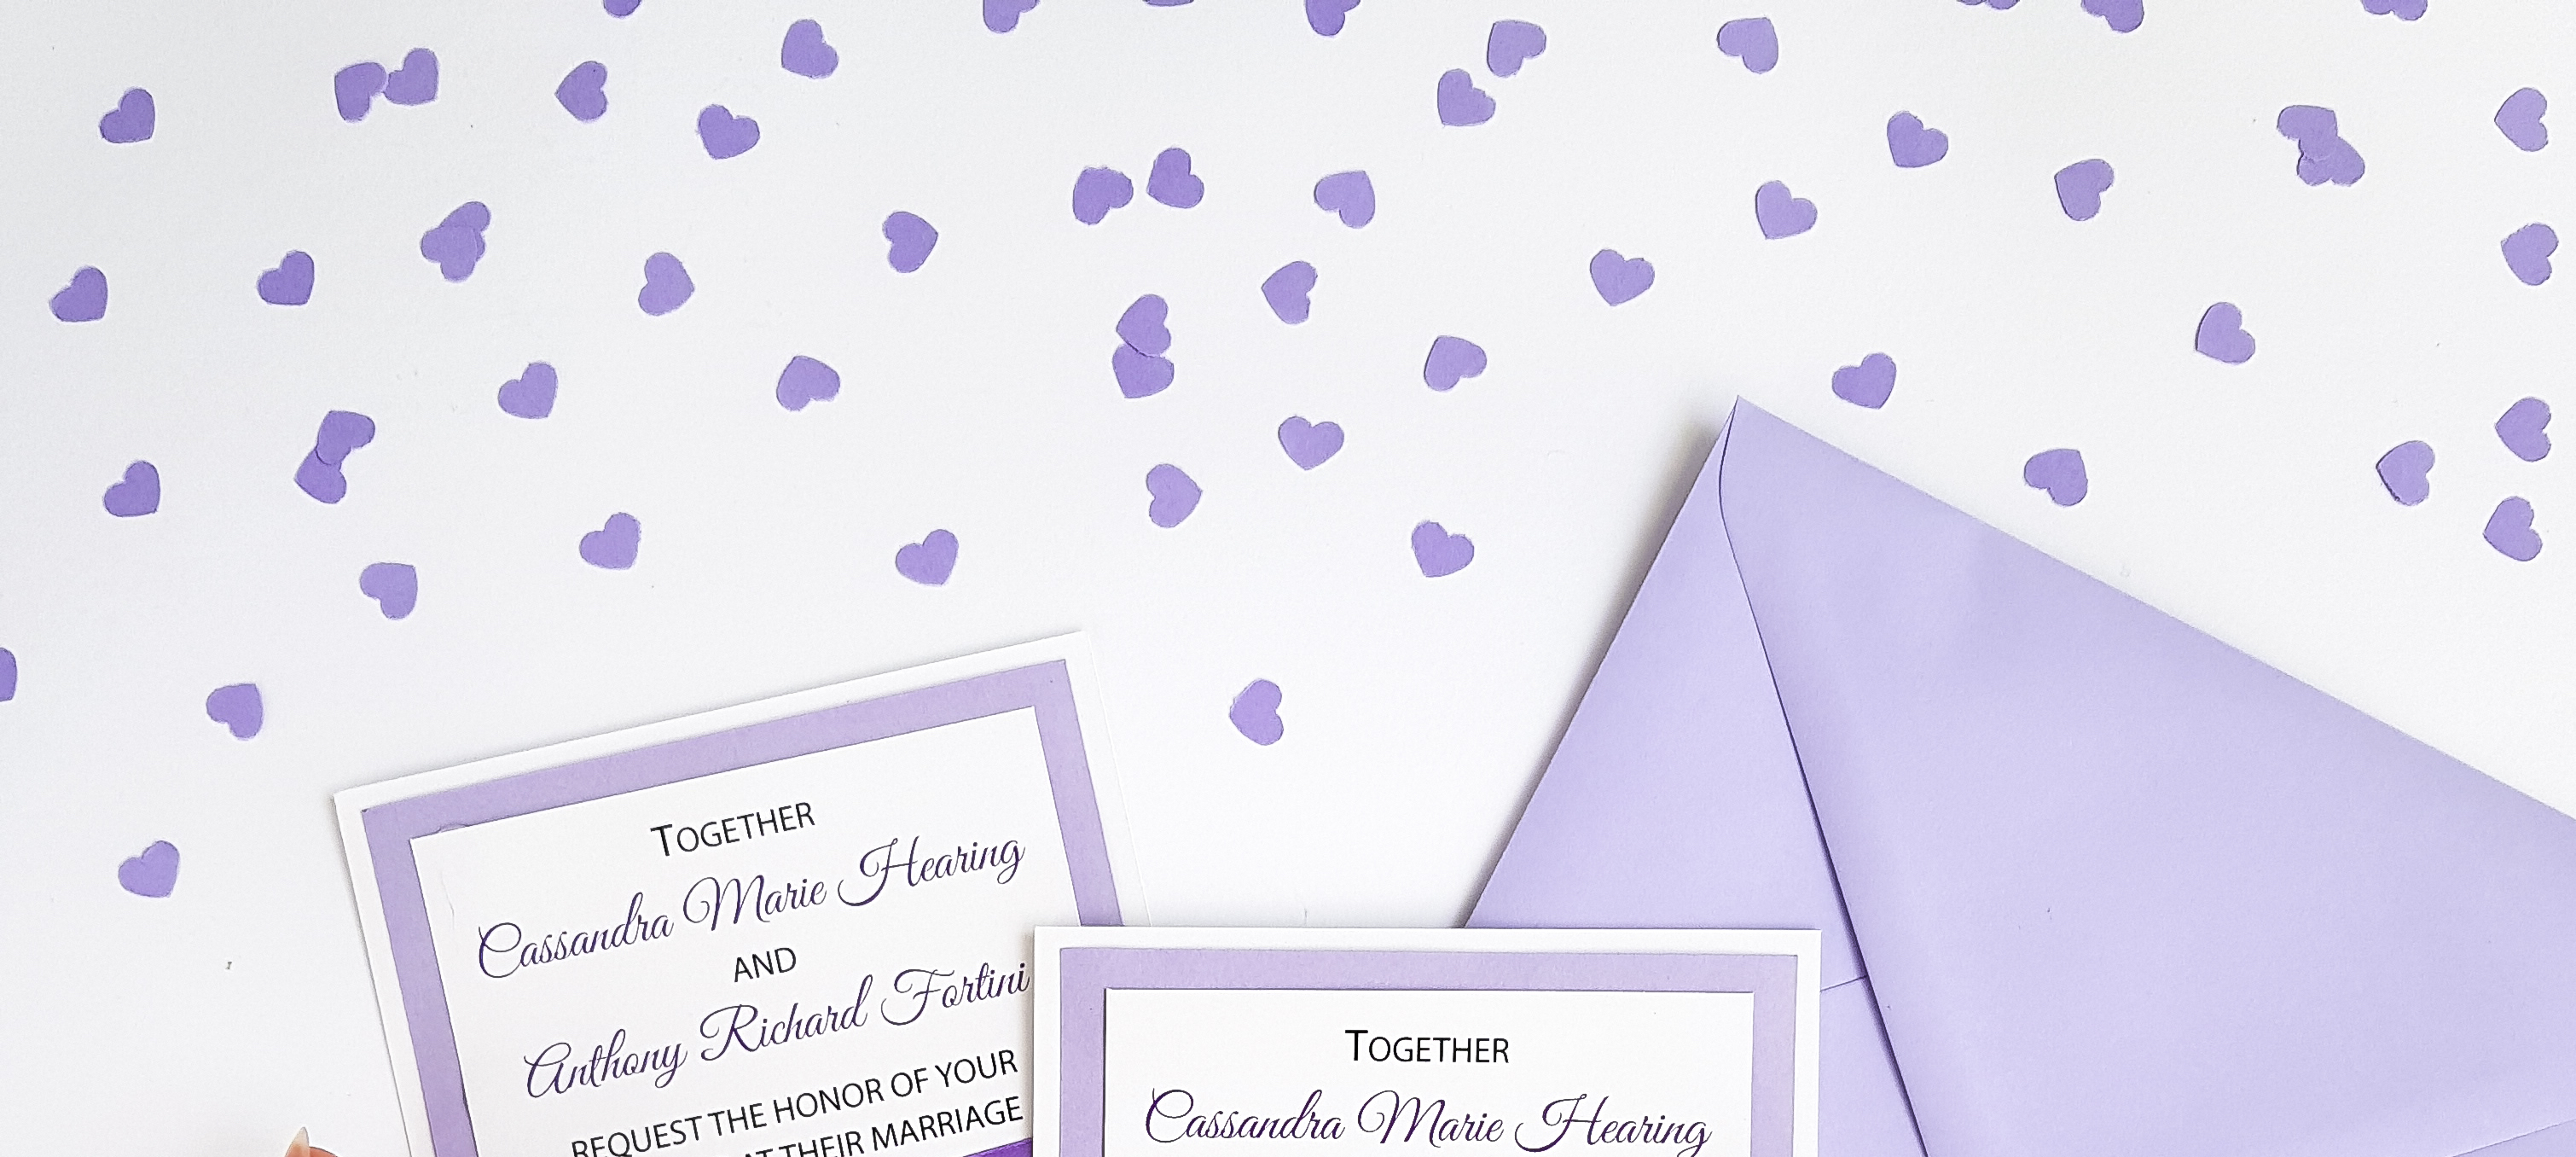 TOGETHER
Cassandra Marie Hearing
AND
Anthony Richard Fortini
REQUEST THE HONOR OF YOUR
AT THEIR MARRIAGE
TOGETHER
Cassandra Marie Hearing